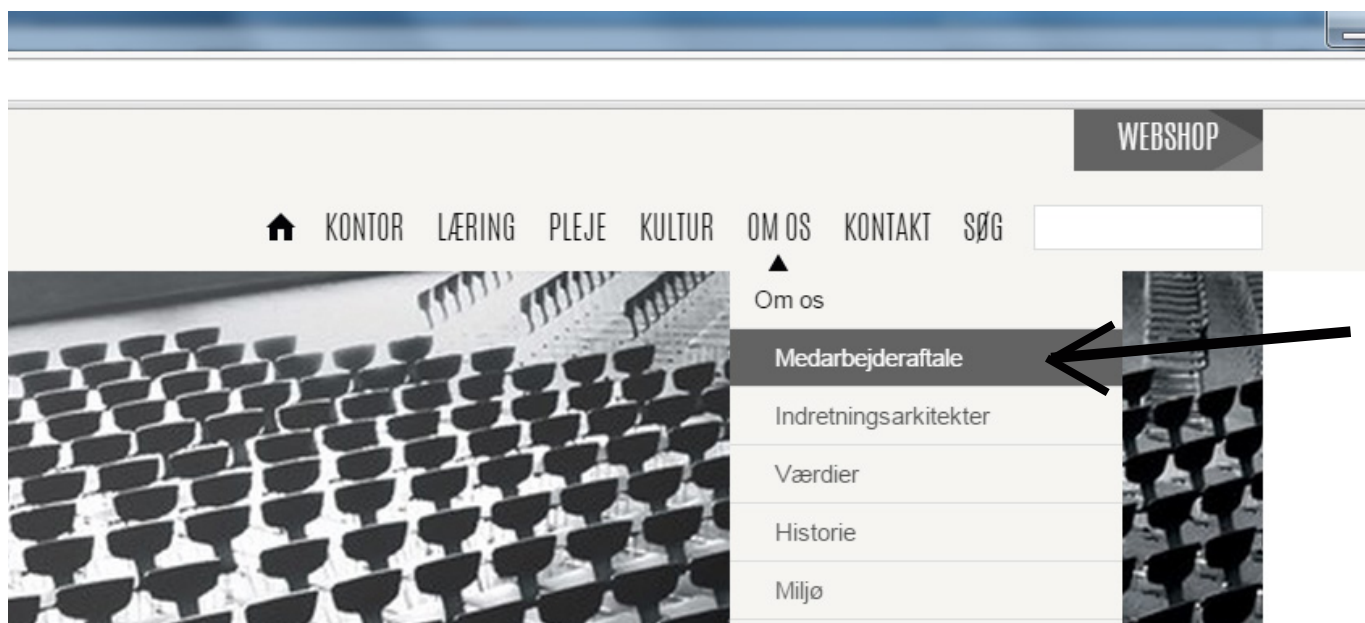 WEBSHOP
KONTOR LÆRING PLEJE KULTUR OM OS KONTAKT SØG
Om os
Medarbejderaftale
Indretningsarkitekter
Værdier
Historie
Miljø